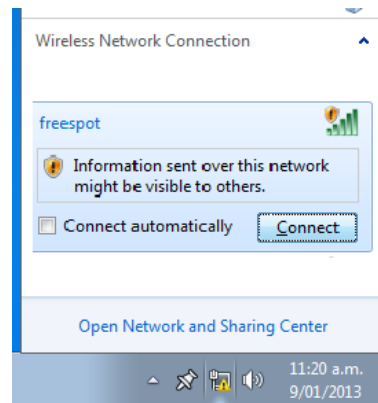 Wireless Network Connection
freespot
Information sent over this network
might be visible to others.
Connect automatically Connect
Open Network and Sharing Center
11:20 a.m.
9/01/2013